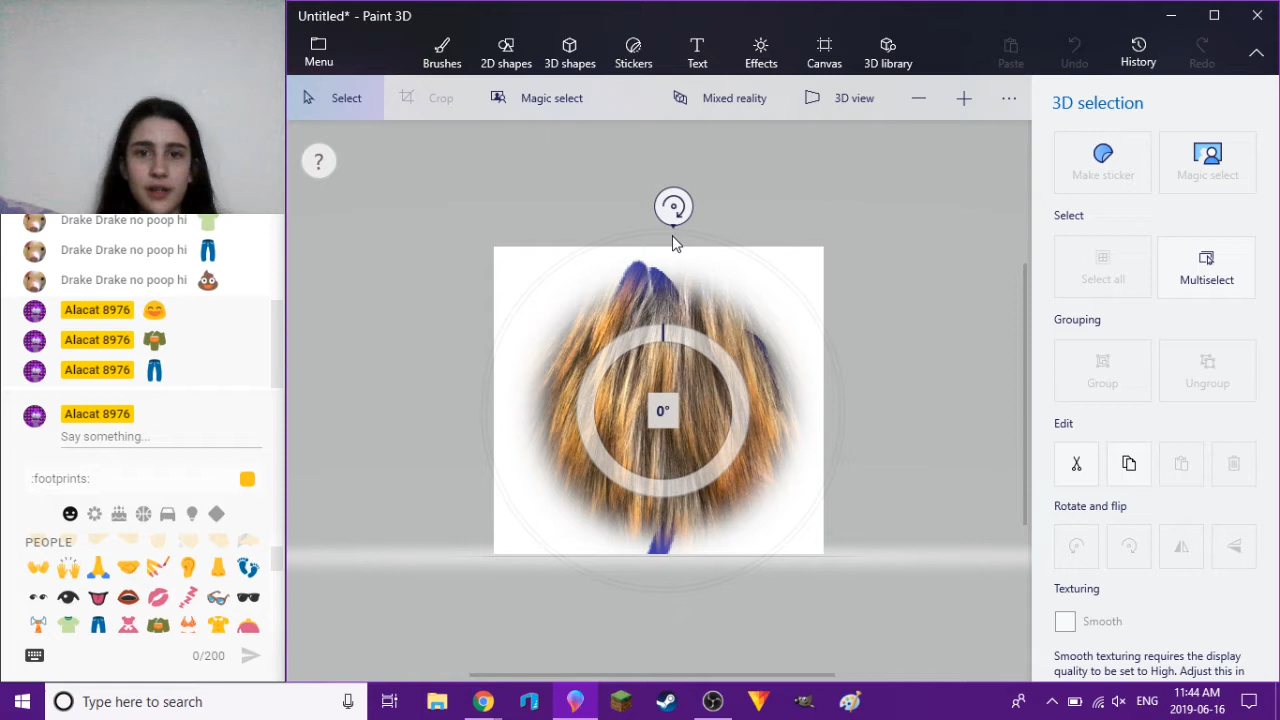 Untitled* - Paint 3D
Menu
Brushes
2D shapes
3D shapes
Stickers
Text
Effects
Canvas
3D library
Paste
Undo
History
Redo
Select
Crop
Magic select
Mixed reality
3D view
3D selection
?
Make sticker
Magic select
Select
Select all
Multiselect
Grouping
Group
Ungroup
Edit
Rotate and flip
Texturing
Smooth
Smooth texturing requires the display
quality to be set to High. Adjust this in
0°
Drake Drake no poop hi
Drake Drake no poop hi
Drake Drake no poop hi
Alacat 8976
Alacat 8976
Alacat 8976
Alacat 8976
Say something...
:footprints:
PEOPLE
0/200
Type here to search
ENG
11:44 AM
2019-06-16